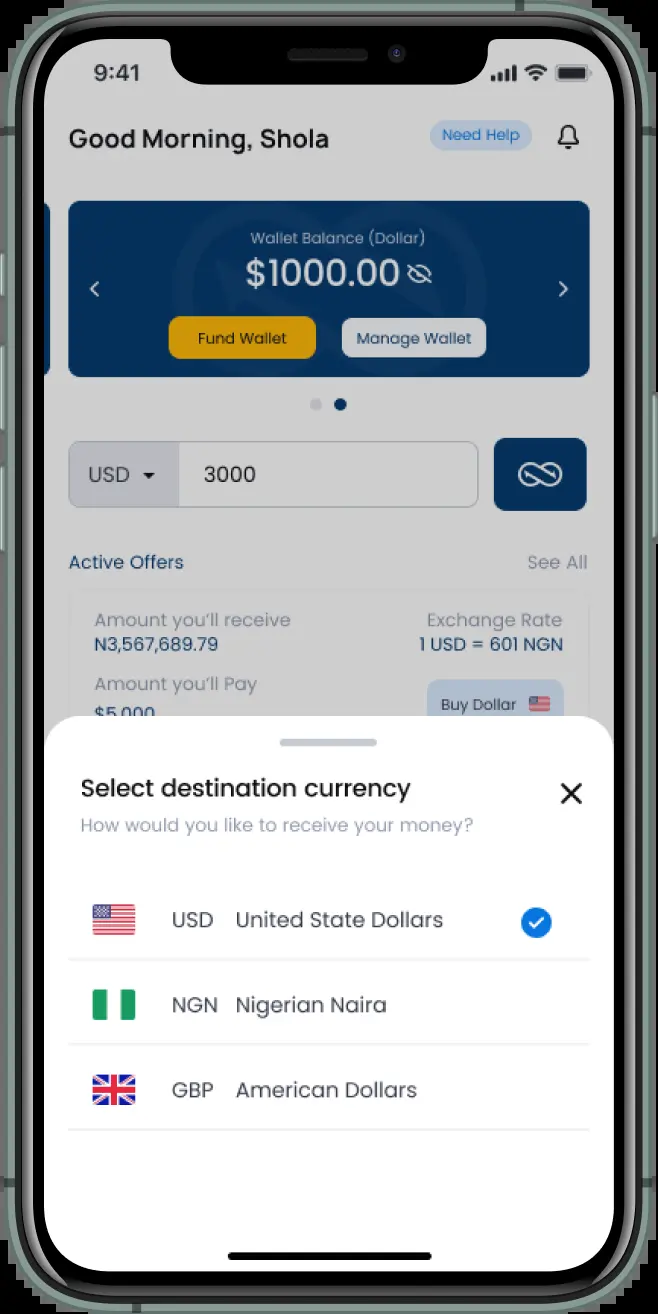 9:41
Good Morning, Shola
Need Help
Wallet Balance (Dollar)
$1000.00
Fund Wallet
Manage Wallet
USD
3000
Active Offers
See All
Amount you'll receive
Exchange Rate
N3,567,689.79
1 USD = 601 NGN
Amount you'll Pay
$5,000
Buy Dollar
Select destination currency
How would you like to receive your money?
USD United State Dollars
NGN Nigerian Naira
GBP American Dollars